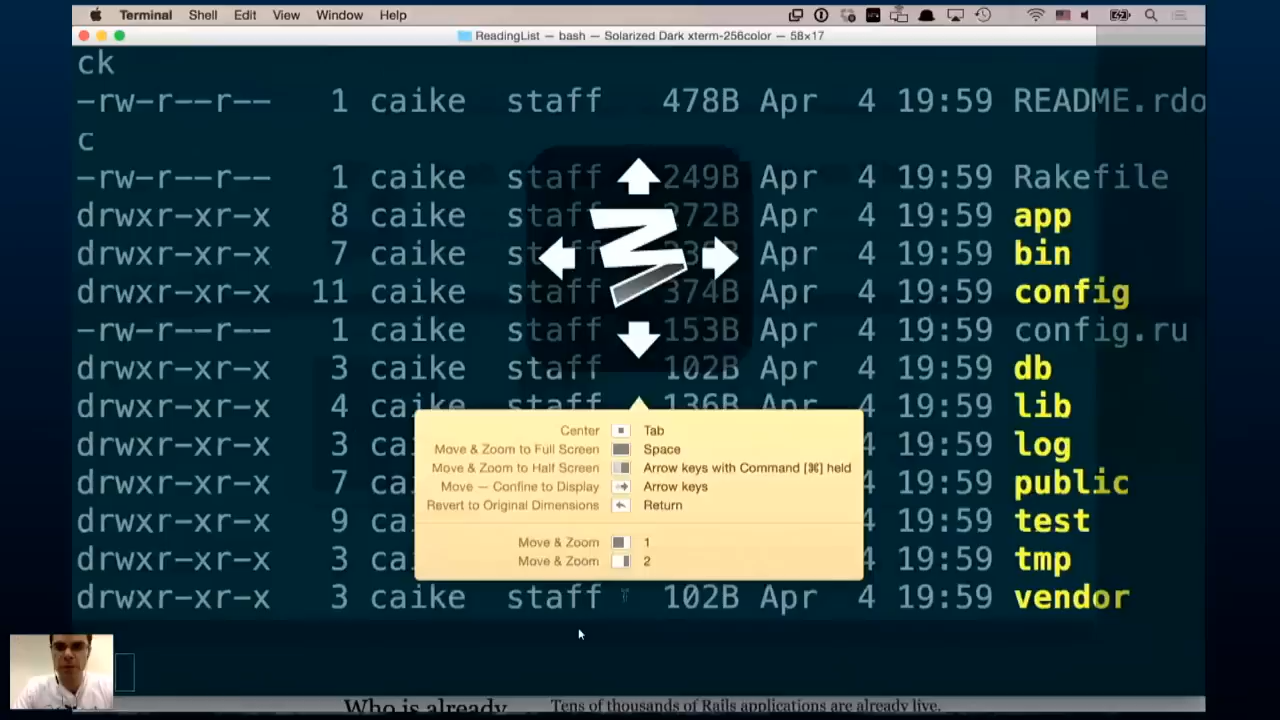 Terminal Shell Edit View Window Help
ReadingList — bash — Solarized Dark xterm-256color — 58×17
ck
-rw-r--r-- 1 caike staff 478B Apr 4 19:59 README.rdo
c
-rw-r--r-- 1 caike staff 249B Apr 4 19:59 Rakefile
drwxr-xr-x 8 caike staff 272B Apr 4 19:59 app
drwxr-xr-x 7 caike staff Apr 4 19:59 bin
drwxr-xr-x 11 caike staff 374B Apr 4 19:59 config
-rw-r--r-- 1 caike staff 153B Apr 4 19:59 config.ru
drwxr-xr-x 3 caike staff 102B Apr 4 19:59 db
drwxr-xr-x 4 caike staff 136B Apr 4 19:59 lib
drwxr-xr-x 3 19:59 log
drwxr-xr-x 7 19:59 public
drwxr-xr-x 9 19:59 test
drwxr-xr-x 3 19:59 tmp
drwxr-xr-x 3 caike staff 102B Apr 4 19:59 vendor
Center Tab
Move & Zoom to Full Screen Space
Move & Zoom to Half Screen Arrow keys with Command [⌘] held
Move — Confine to Display Arrow keys
Revert to Original Dimensions Return
Move & Zoom 1
Move & Zoom 2
Who is already Tens of thousands of Rails applications are already live.